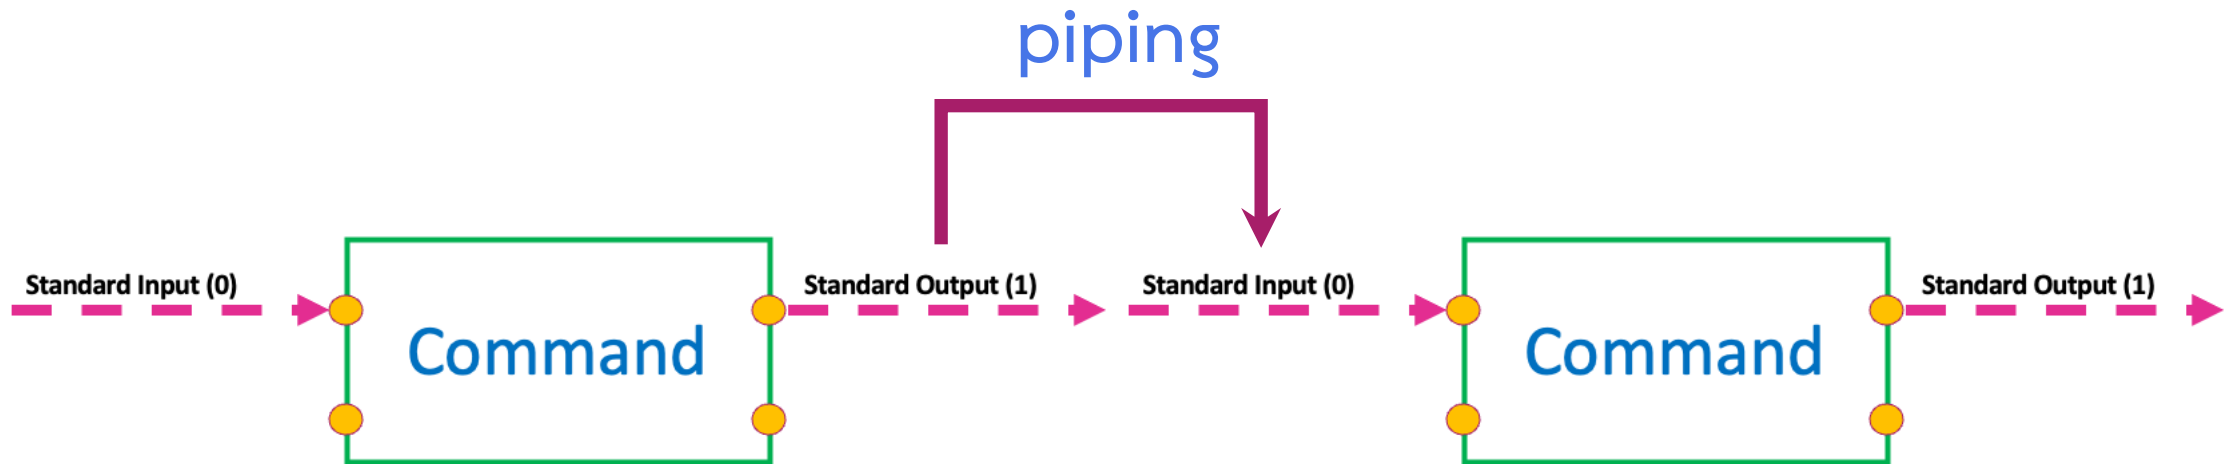 piping
Standard Input (0)
Standard Output (1)
Standard Input (0)
Standard Output (1)
Command
Command